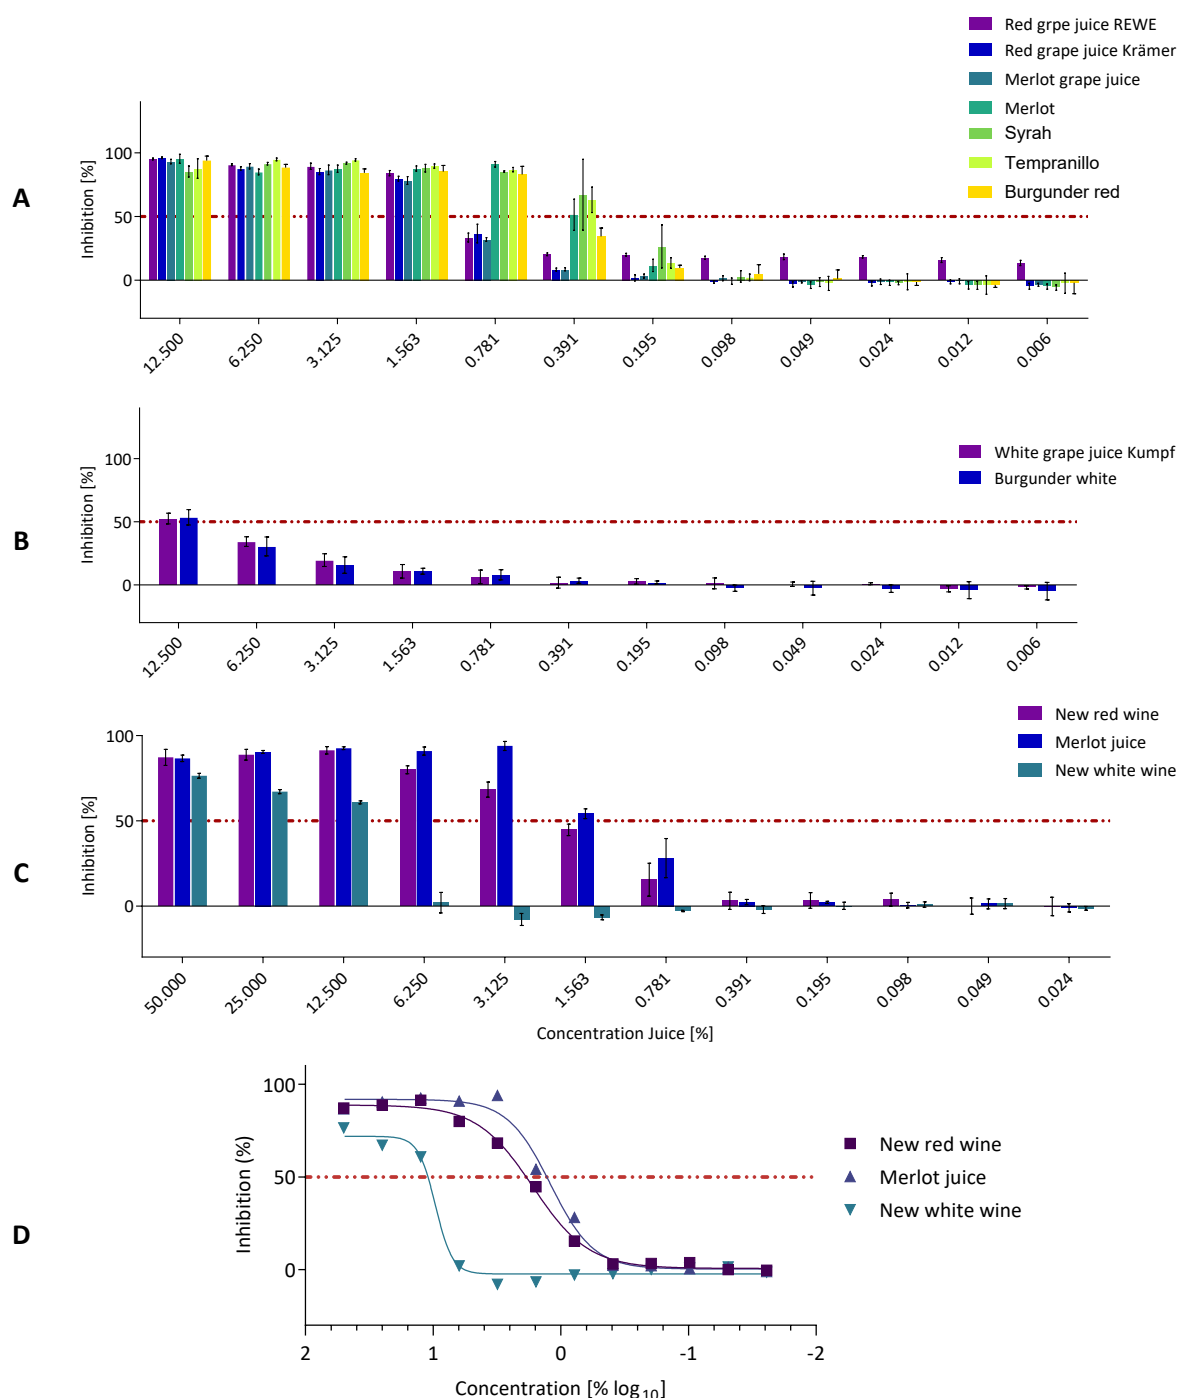 Red grpe juice REWE
Red grape juice Krämer
Merlot grape juice
Merlot
Syrah
Tempranillo
Burgunder red
A
Inhibition [%]
100
50
0
12.500 6.250 3.125 1.563 0.781 0.391 0.195 0.098 0.049 0.024 0.012 0.006
White grape juice Kumpf
Burgunder white
B
Inhibition [%]
100
50
0
12.500 6.250 3.125 1.563 0.781 0.391 0.195 0.098 0.049 0.024 0.012 0.006
New red wine
Merlot juice
New white wine
C
Inhibition [%]
100
50
0
50.000 25.000 12.500 6.250 3.125 1.563 0.781 0.391 0.195 0.098 0.049 0.024
Concentration Juice [%]
D
Inhibition (%)
100
50
0
New red wine
Merlot juice
New white wine
2 1 0 -1 -2
Concentration [% log10]